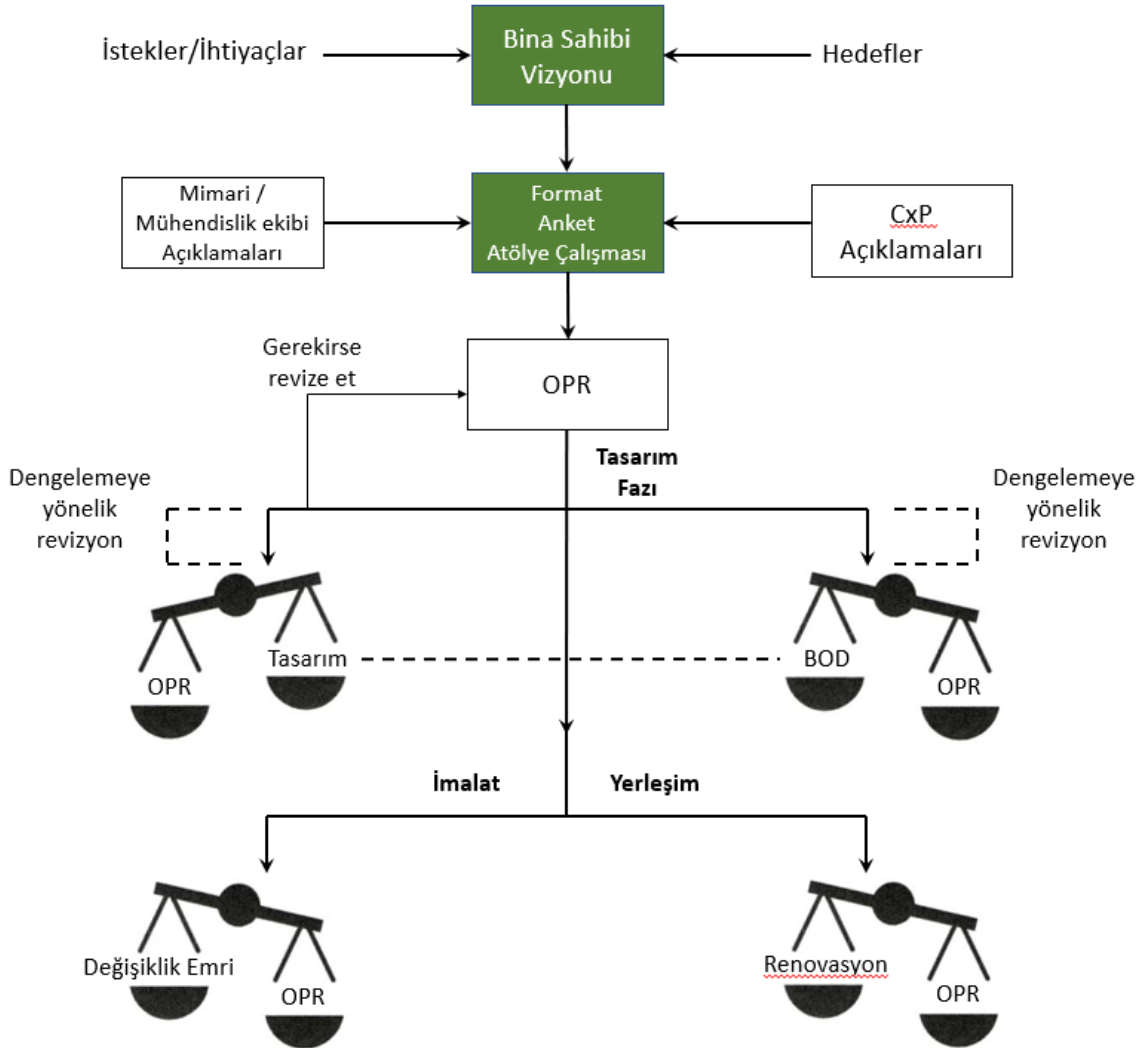 İstekler/İhtiyaçlar
Bina Sahibi
Vizyonu
Hedefler
Mimari /
Mühendislik ekibi
Açıklamaları
Format
Anket
Atölye Çalışması
CxP
Açıklamaları
Gerekirse
revize et
OPR
Tasarım
Fazı
Dengelemeye
yönelik
revizyon
Dengelemeye
yönelik
revizyon
Tasarım
OPR
BOD
OPR
İmalat
Yerleşim
Değişiklik Emri
OPR
Renovasyon
OPR